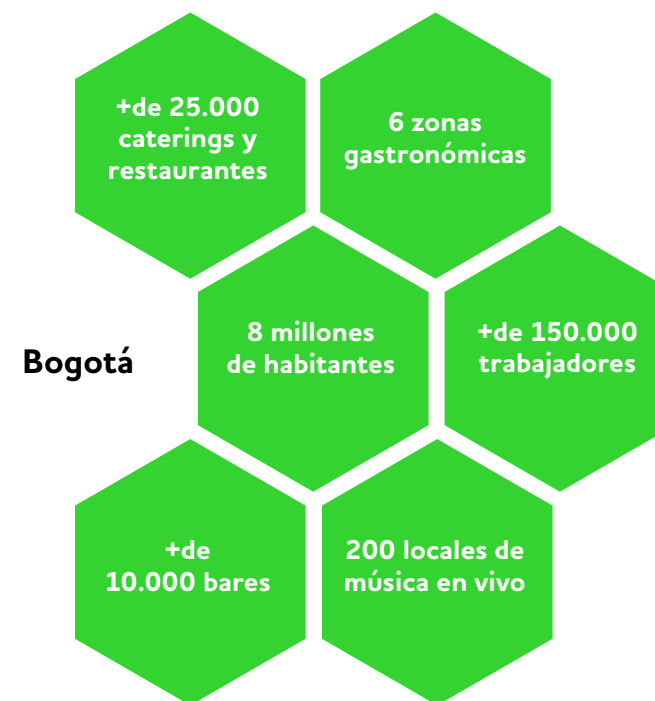 +de 25.000
caterings y
restaurantes
6 zonas
gastronómicas
Bogotá
8 millones
de habitantes
+de 150.000
trabajadores
+de
10.000 bares
200 locales de
música en vivo